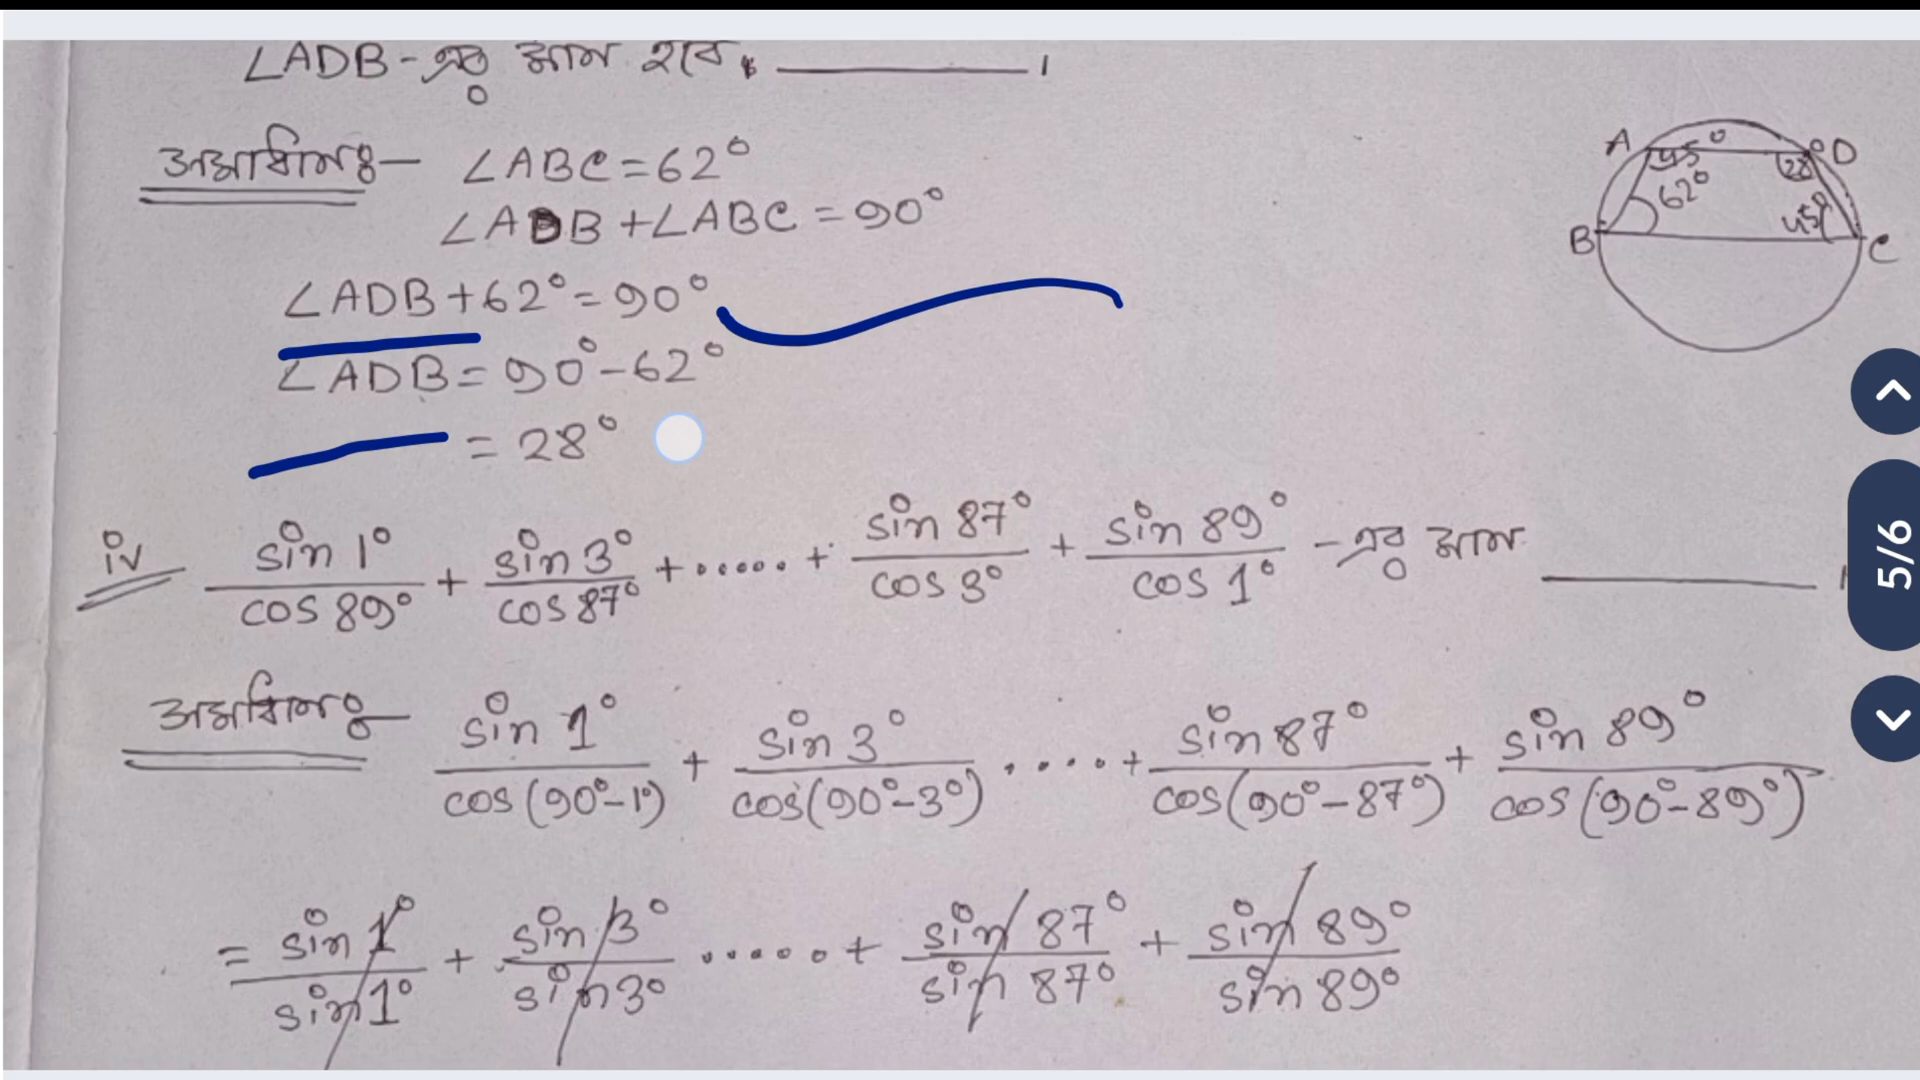 ∠ADB-এর মান হবে, ________ ।
সমাধানঃ— ∠ABC=62°
∠ADB+∠ABC=90°
∠ADB+62°=90°
∠ADB=90°-62°
=28°
A 45° 28° D
62° 45°
B C
iv sin 1°/cos 89° + sin 3°/cos 87° +.....+ sin 87°/cos 3° + sin 89°/cos 1° -এর মান ________ ।
সমাধানঃ— sin 1°/cos(90°-1°) + sin 3°/cos(90°-3°) ....+ sin 87°/cos(90°-87°) + sin 89°/cos(90°-89°)
= sin 1°/sin 1° + sin 3°/sin 3° .....+ sin 87°/sin 87° + sin 89°/sin 89°
5/6